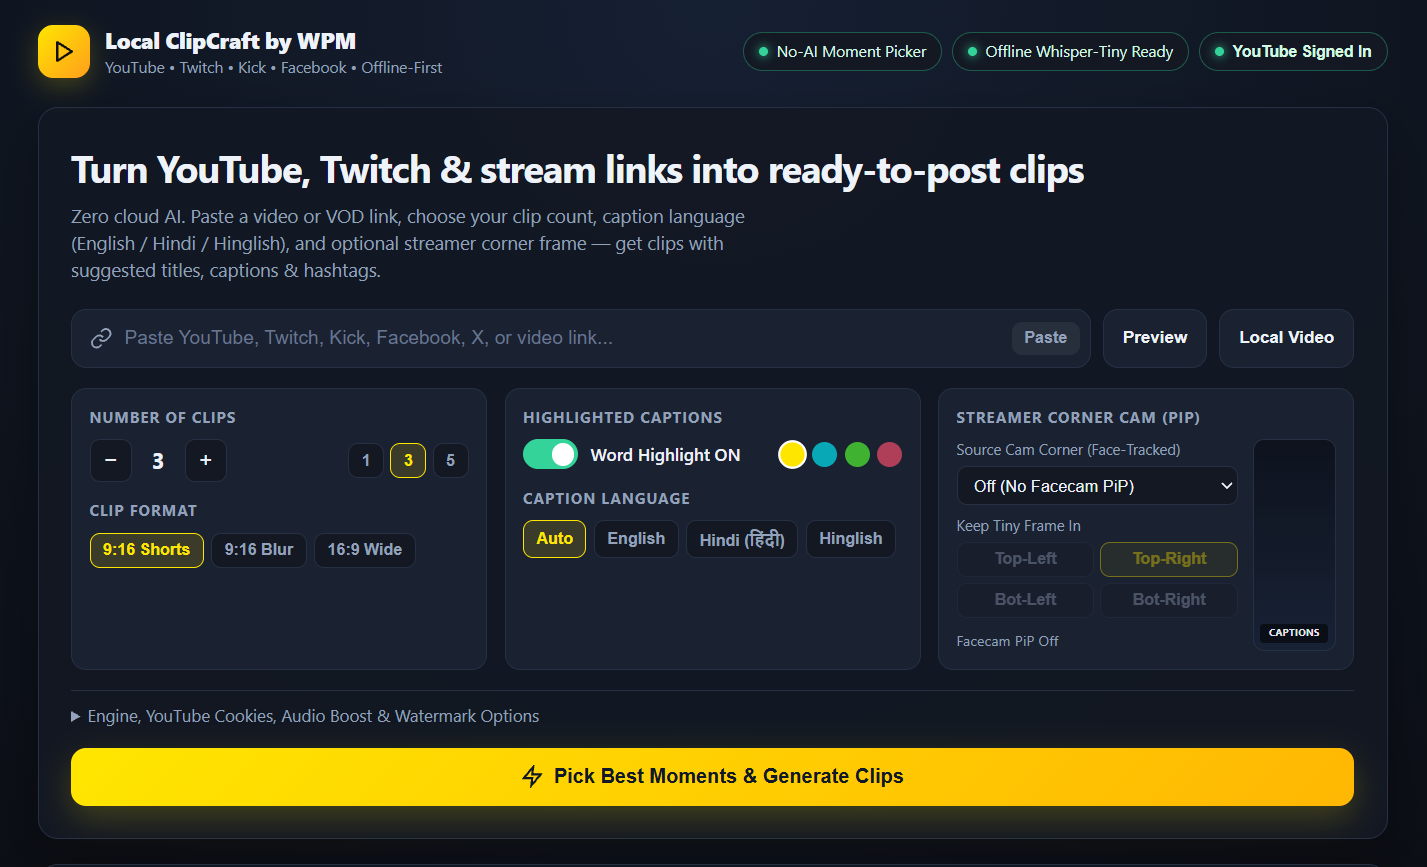 Local ClipCraft by WPM
YouTube • Twitch • Kick • Facebook • Offline-First
No-AI Moment Picker
Offline Whisper-Tiny Ready
YouTube Signed In
Turn YouTube, Twitch & stream links into ready-to-post clips
Zero cloud AI. Paste a video or VOD link, choose your clip count, caption language
(English / Hindi / Hinglish), and optional streamer corner frame — get clips with
suggested titles, captions & hashtags.
Paste YouTube, Twitch, Kick, Facebook, X, or video link...
Paste
Preview
Local Video
NUMBER OF CLIPS
− 3 +
1 3 5
CLIP FORMAT
9:16 Shorts
9:16 Blur
16:9 Wide
HIGHLIGHTED CAPTIONS
Word Highlight ON
CAPTION LANGUAGE
Auto
English
Hindi (हिंदी)
Hinglish
STREAMER CORNER CAM (PIP)
Source Cam Corner (Face-Tracked)
Off (No Facecam PiP)
Keep Tiny Frame In
Top-Left
Top-Right
Bot-Left
Bot-Right
Facecam PiP Off
CAPTIONS
Engine, YouTube Cookies, Audio Boost & Watermark Options
Pick Best Moments & Generate Clips